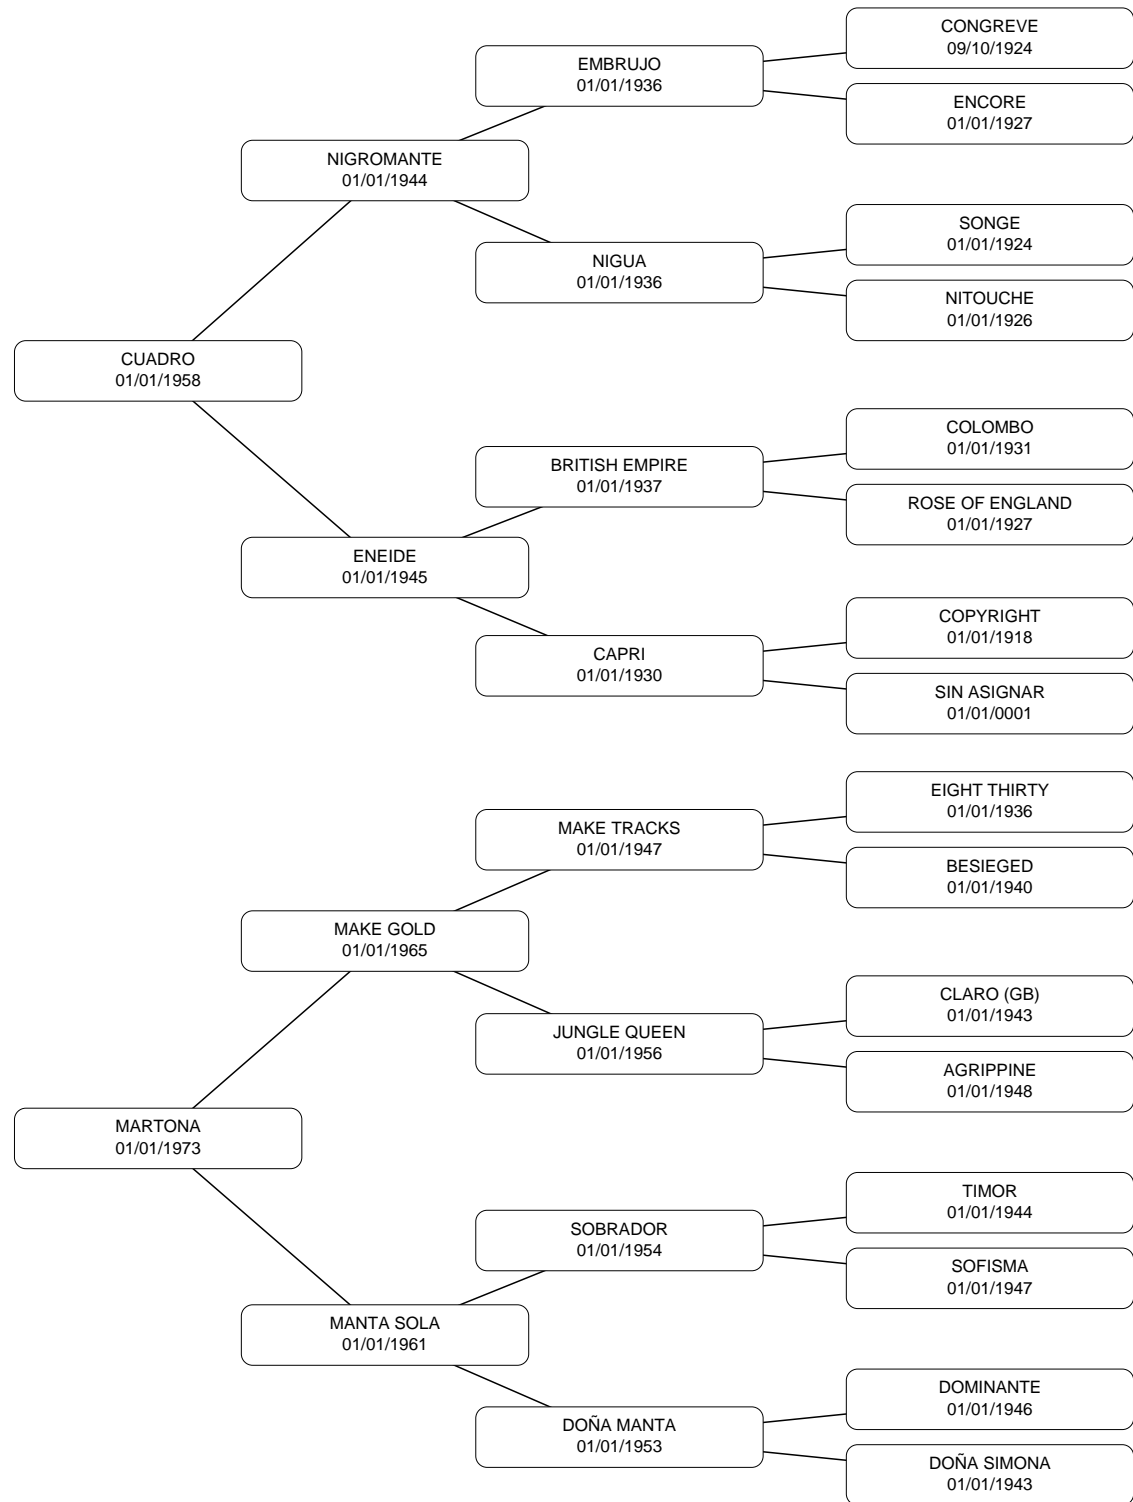 CONGREVE
09/10/1924
EMBRUJO
01/01/1936
ENCORE
01/01/1927
NIGROMANTE
01/01/1944
SONGE
01/01/1924
NIGUA
01/01/1936
NITOUCHE
01/01/1926
CUADRO
01/01/1958
COLOMBO
01/01/1931
BRITISH EMPIRE
01/01/1937
ROSE OF ENGLAND
01/01/1927
ENEIDE
01/01/1945
COPYRIGHT
01/01/1918
CAPRI
01/01/1930
SIN ASIGNAR
01/01/0001
EIGHT THIRTY
01/01/1936
MAKE TRACKS
01/01/1947
BESIEGED
01/01/1940
MAKE GOLD
01/01/1965
CLARO (GB)
01/01/1943
JUNGLE QUEEN
01/01/1956
AGRIPPINE
01/01/1948
MARTONA
01/01/1973
TIMOR
01/01/1944
SOBRADOR
01/01/1954
SOFISMA
01/01/1947
MANTA SOLA
01/01/1961
DOMINANTE
01/01/1946
DOÑA MANTA
01/01/1953
DOÑA SIMONA
01/01/1943